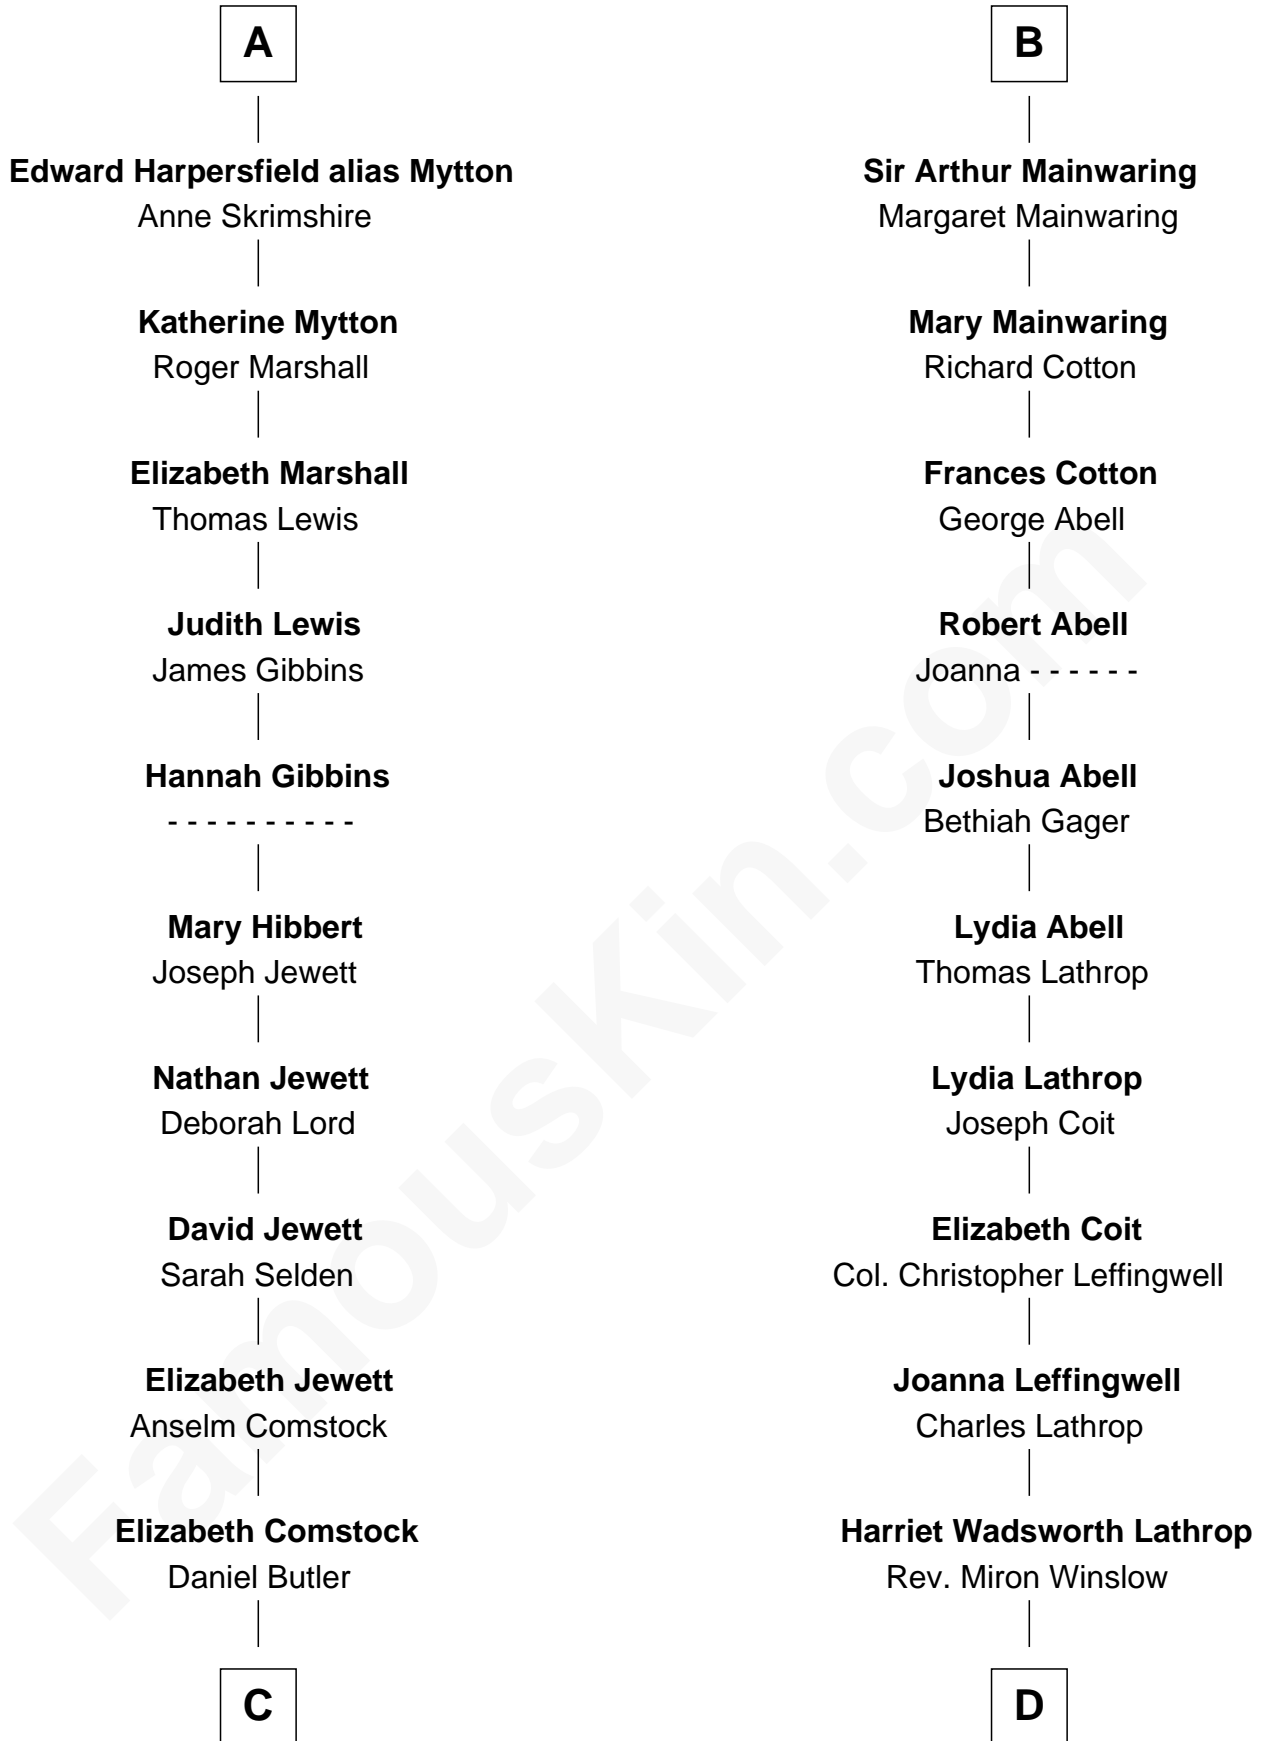 A
Edward Harpersfield alias Mytton
Anne Skrimshire
Katherine Mytton
Roger Marshall
Elizabeth Marshall
Thomas Lewis
Judith Lewis
James Gibbins
Hannah Gibbins
- - - - - - - - - -
Mary Hibbert
Joseph Jewett
Nathan Jewett
Deborah Lord
David Jewett
Sarah Selden
Elizabeth Jewett
Anselm Comstock
Elizabeth Comstock
Daniel Butler
C
B
Sir Arthur Mainwaring
Margaret Mainwaring
Mary Mainwaring
Richard Cotton
Frances Cotton
George Abell
Robert Abell
Joanna - - - - - -
Joshua Abell
Bethiah Gager
Lydia Abell
Thomas Lathrop
Lydia Lathrop
Joseph Coit
Elizabeth Coit
Col. Christopher Leffingwell
Joanna Leffingwell
Charles Lathrop
Harriet Wadsworth Lathrop
Rev. Miron Winslow
D
FamousKin.com